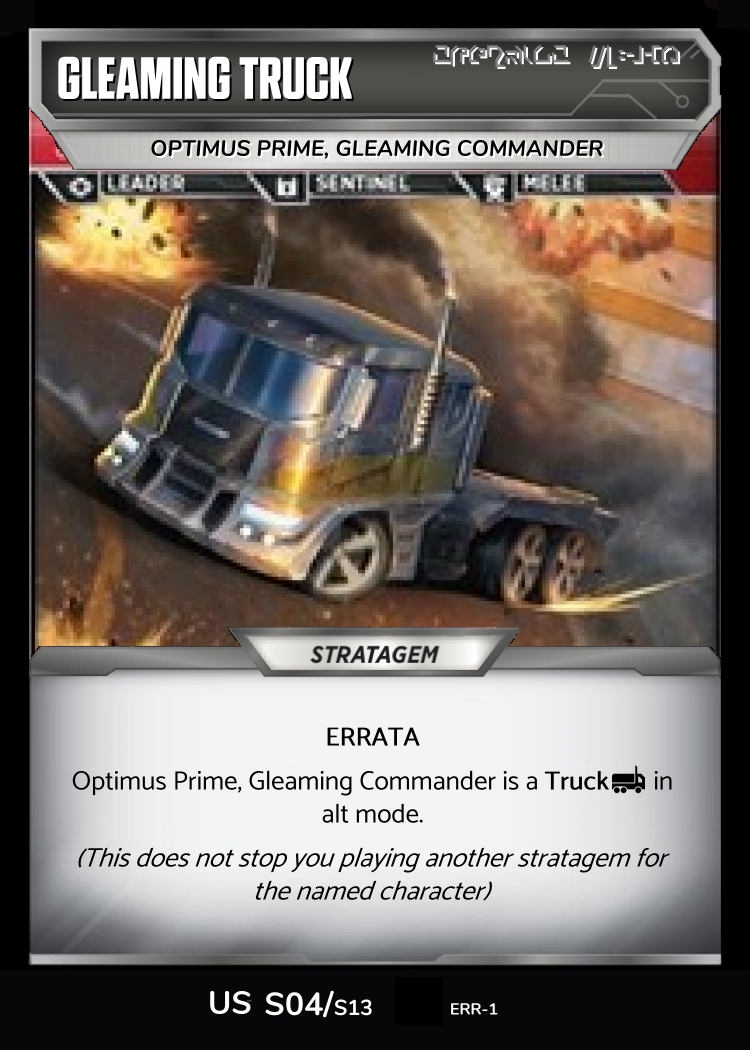 GLEAMING TRUCK
OPTIMUS PRIME, GLEAMING COMMANDER
LEADER SENTINEL MELEE
STRATAGEM
ERRATA
Optimus Prime, Gleaming Commander is a Truck in
alt mode.
(This does not stop you playing another stratagem for
the named character)
US S04/S13 ERR-1